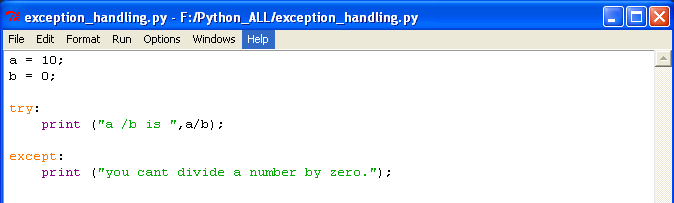 exception_handling.py - F:/Python_ALL/exception_handling.py
File Edit Format Run Options Windows Help
a = 10;
b = 0;
try:
    print ("a /b is ",a/b);
except:
    print ("you cant divide a number by zero.");